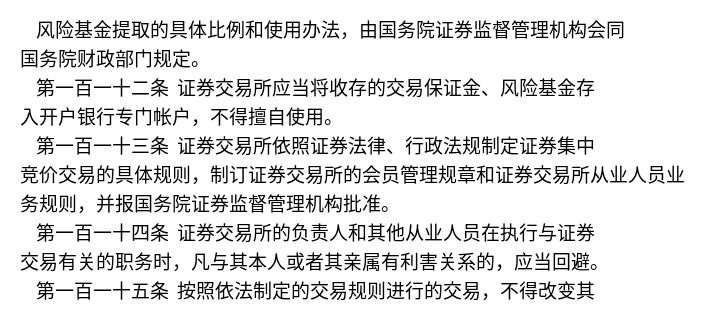 风险基金提取的具体比例和使用办法，由国务院证券监督管理机构会同
国务院财政部门规定。
第一百一十二条 证券交易所应当将收存的交易保证金、风险基金存
入开户银行专门帐户，不得擅自使用。
第一百一十三条 证券交易所依照证券法律、行政法规制定证券集中
竞价交易的具体规则，制订证券交易所的会员管理规章和证券交易所从业人员业
务规则，并报国务院证券监督管理机构批准。
第一百一十四条 证券交易所的负责人和其他从业人员在执行与证券
交易有关的职务时，凡与其本人或者其亲属有利害关系的，应当回避。
第一百一十五条 按照依法制定的交易规则进行的交易，不得改变其